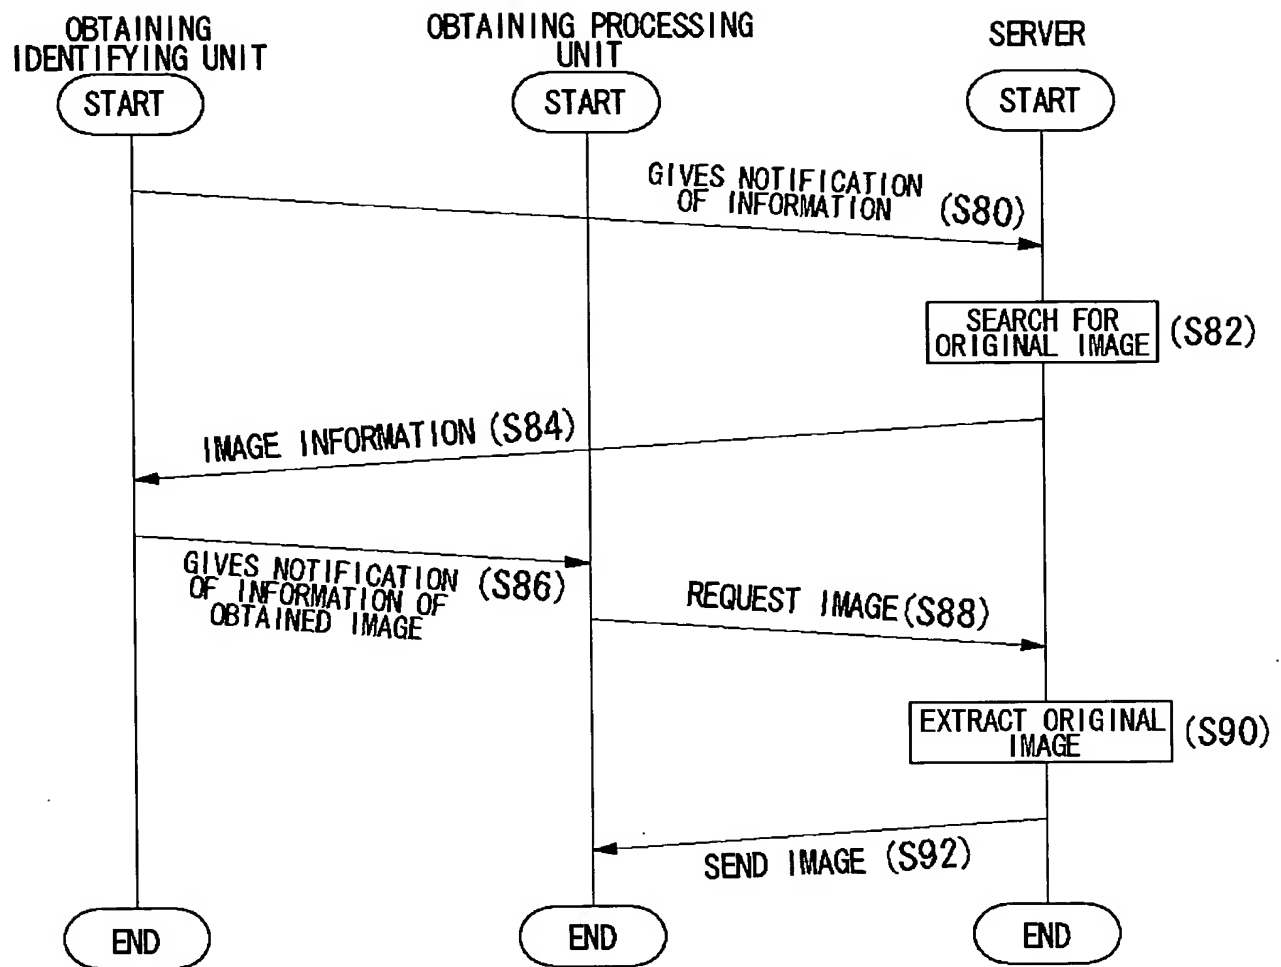 OBTAINING
IDENTIFYING UNIT
OBTAINING PROCESSING
UNIT
SERVER
START
START
START
GIVES NOTIFICATION
OF INFORMATION (S80)
SEARCH FOR
ORIGINAL IMAGE
(S82)
IMAGE INFORMATION (S84)
GIVES NOTIFICATION (S86)
OF INFORMATION OF
OBTAINED IMAGE
REQUEST IMAGE(S88)
EXTRACT ORIGINAL
IMAGE
(S90)
SEND IMAGE (S92)
END
END
END